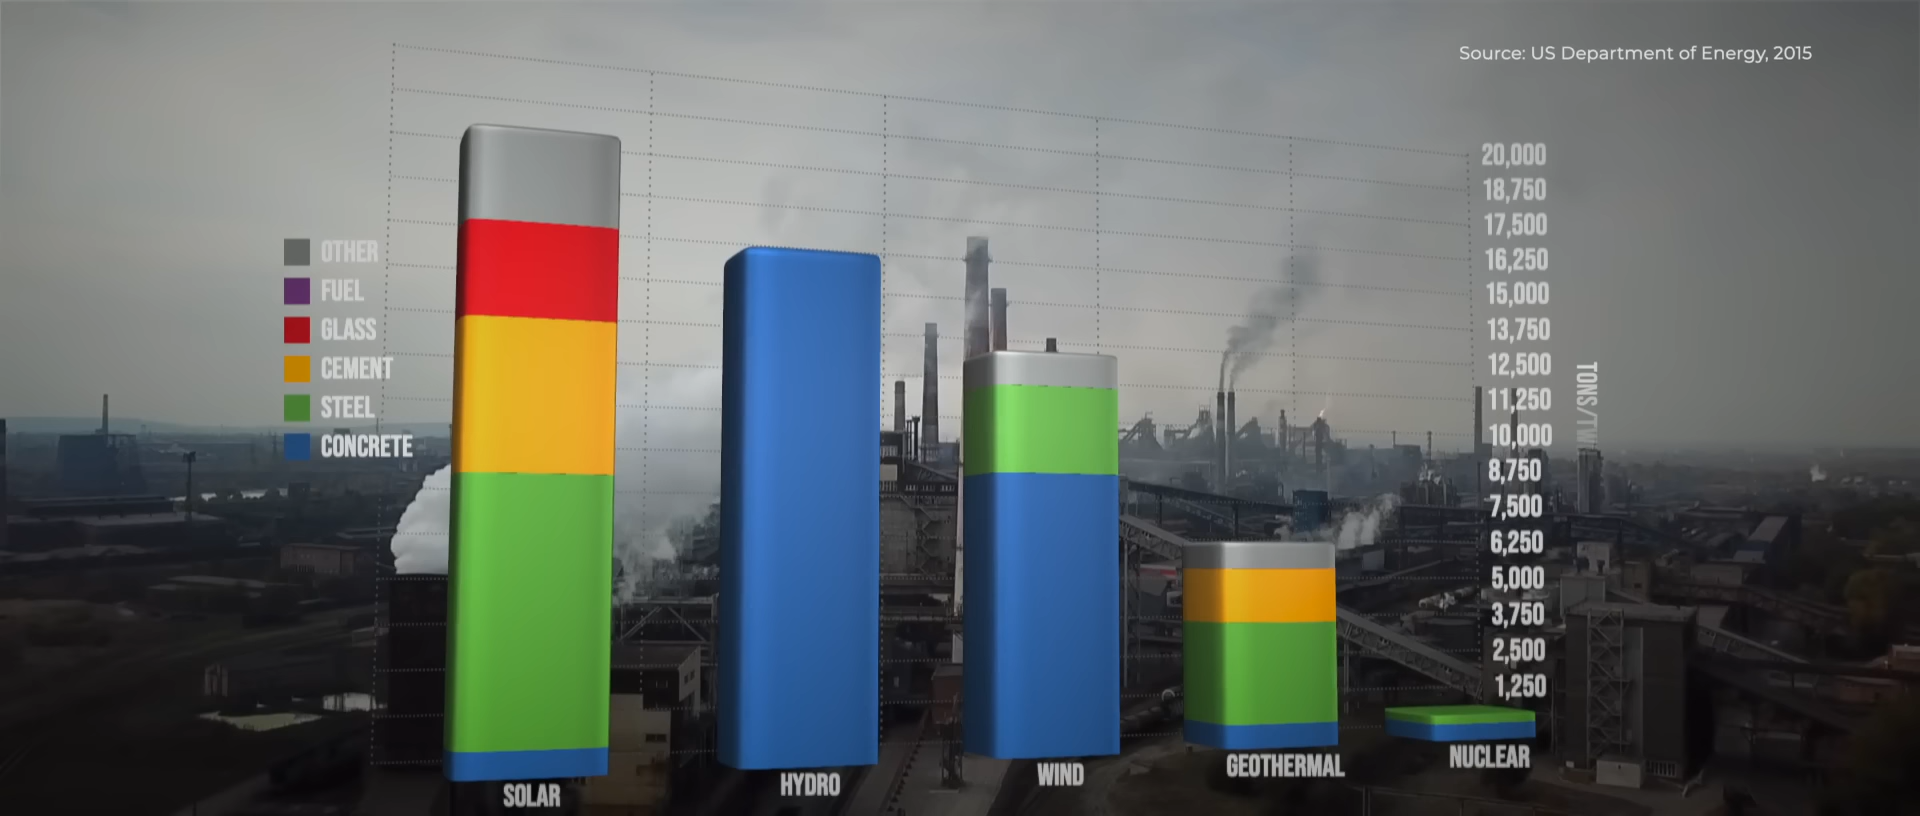 Source: US Department of Energy, 2015
OTHER
FUEL
GLASS
CEMENT
STEEL
CONCRETE
20,000
18,750
17,500
16,250
15,000
13,750
12,500
11,250
10,000
8,750
7,500
6,250
5,000
3,750
2,500
1,250
SOLAR
HYDRO
WIND
GEOTHERMAL
NUCLEAR